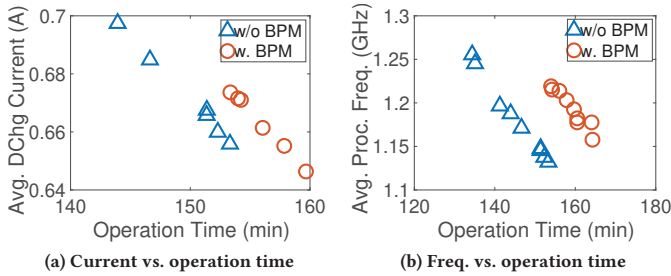 Avg. DChg Current (A)
0.7
0.68
0.66
0.64
140
150
160
Operation Time (min)
w/o BPM
w. BPM
(a) Current vs. operation time
Avg. Proc. Freq. (GHz)
1.3
1.25
1.2
1.15
1.1
120
140
160
180
Operation Time (min)
w/o BPM
w. BPM
(b) Freq. vs. operation time